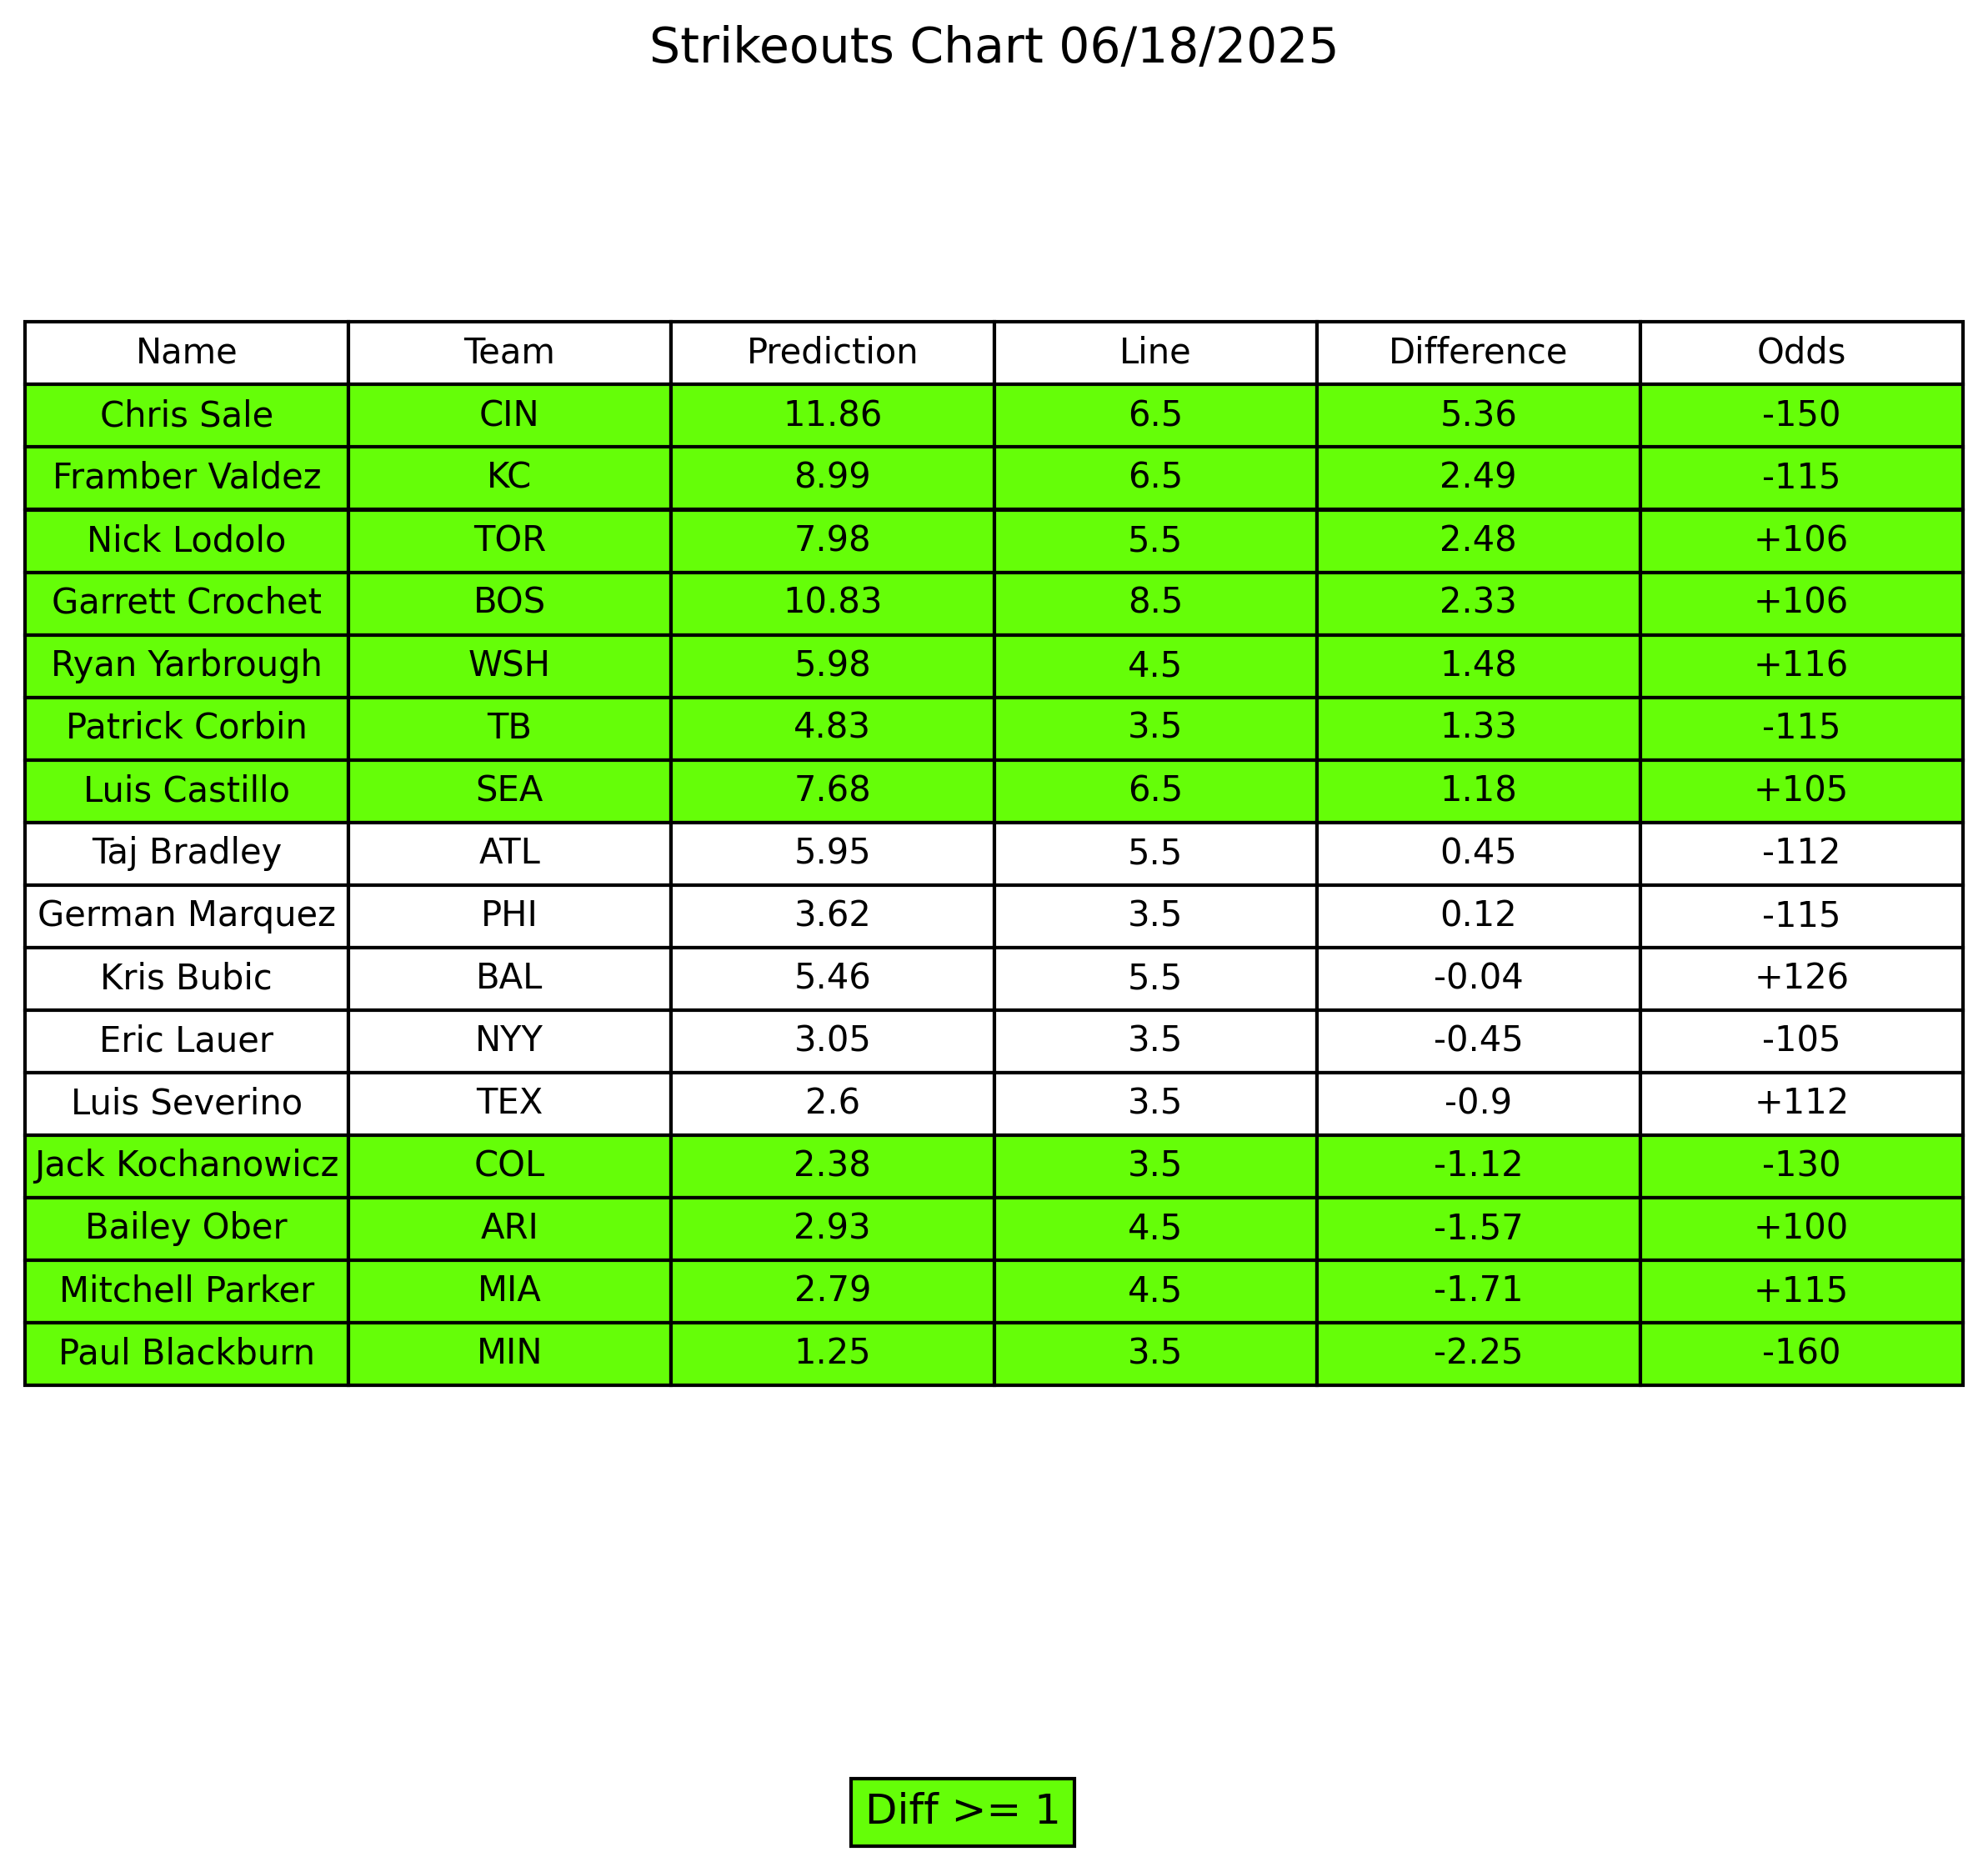 Strikeouts Chart 06/18/2025
Name Team Prediction Line Difference Odds
Chris Sale CIN 11.86 6.5 5.36 -150
Framber Valdez KC 8.99 6.5 2.49 -115
Nick Lodolo TOR 7.98 5.5 2.48 +106
Garrett Crochet BOS 10.83 8.5 2.33 +106
Ryan Yarbrough WSH 5.98 4.5 1.48 +116
Patrick Corbin TB 4.83 3.5 1.33 -115
Luis Castillo SEA 7.68 6.5 1.18 +105
Taj Bradley ATL 5.95 5.5 0.45 -112
German Marquez PHI 3.62 3.5 0.12 -115
Kris Bubic BAL 5.46 5.5 -0.04 +126
Eric Lauer NYY 3.05 3.5 -0.45 -105
Luis Severino TEX 2.6 3.5 -0.9 +112
Jack Kochanowicz COL 2.38 3.5 -1.12 -130
Bailey Ober ARI 2.93 4.5 -1.57 +100
Mitchell Parker MIA 2.79 4.5 -1.71 +115
Paul Blackburn MIN 1.25 3.5 -2.25 -160
Diff >= 1